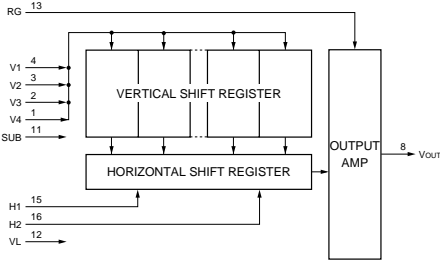 RG 13
V1 4
V2 3
V3 2
V4 1
SUB 11
VERTICAL SHIFT REGISTER
HORIZONTAL SHIFT REGISTER
OUTPUT
AMP
8 VOUT
H1 15
H2 16
VL 12